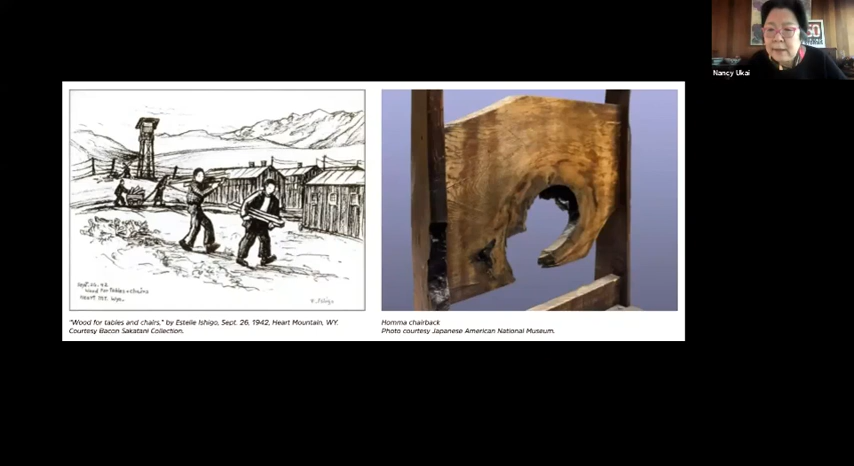 Sept. 26. 42
Wood for Tables & chairs
Heart Mt. Wyo.
E. Ishigo
"Wood for tables and chairs," by Estelle Ishigo, Sept. 26, 1942, Heart Mountain, WY.
Courtesy Bacon Sakatani Collection.
Homma chairback
Photo courtesy Japanese American National Museum.
Nancy Ukai